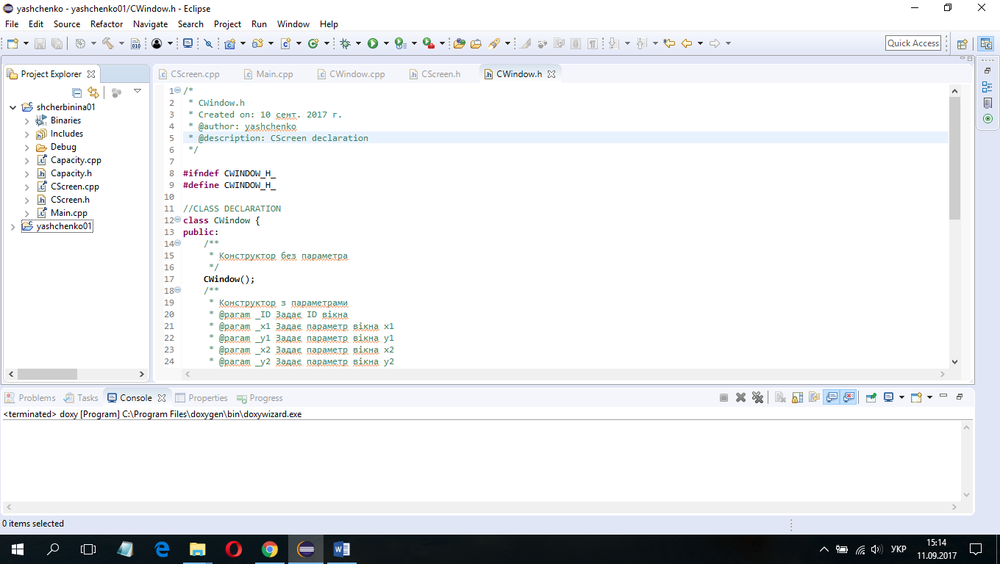 yashchenko - yashchenko01/CWindow.h - Eclipse
File Edit Source Refactor Navigate Search Project Run Window Help
Quick Access
Project Explorer
CScreen.cpp Main.cpp CWindow.cpp CScreen.h CWindow.h
shcherbinina01
Binaries
Includes
Debug
Capacity.cpp
Capacity.h
CScreen.cpp
CScreen.h
Main.cpp
yashchenko01
1 /*
2 * CWindow.h
3 * Created on: 10 сент. 2017 г.
4 * @author: yashchenko
5 * @description: CScreen declaration
6 */
7
8 #ifndef CWINDOW_H_
9 #define CWINDOW_H_
10
11 //CLASS DECLARATION
12 class CWindow {
13 public:
14 /**
15 * Конструктор без параметра
16 */
17 CWindow();
18 /**
19 * Конструктор з параметрами
20 * @param _ID Задає ID вікна
21 * @param _x1 Задає параметр вікна x1
22 * @param _y1 Задає параметр вікна y1
23 * @param _x2 Задає параметр вікна x2
24 * @param _y2 Задає параметр вікна y2
Problems Tasks Console Properties Progress
<terminated> doxy [Program] C:\Program Files\doxygen\bin\doxywizard.exe
0 items selected
УКР
15:14
11.09.2017